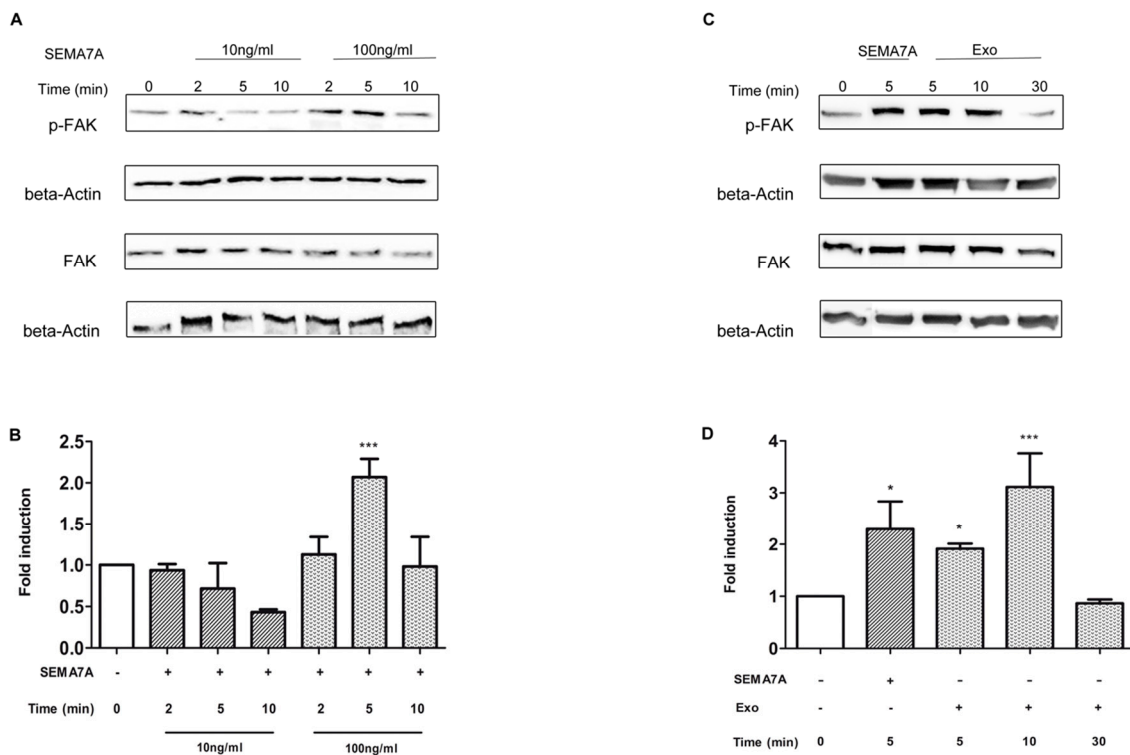 A
SEMA7A 10ng/ml 100ng/ml
Time (min) 0 2 5 10 2 5 10
p-FAK
beta-Actin
FAK
beta-Actin
C
SEMA7A Exo
Time (min) 0 5 5 10 30
p-FAK
beta-Actin
FAK
beta-Actin
B
Fold induction
2.5
2.0
1.5
1.0
0.5
0.0
***
SEMA7A - + + + + + +
Time (min) 0 2 5 10 2 5 10
10ng/ml 100ng/ml
D
Fold induction
4
3
2
1
0
* * ***
SEMA7A – + – – –
Exo - - + + +
Time (min) 0 5 5 10 30